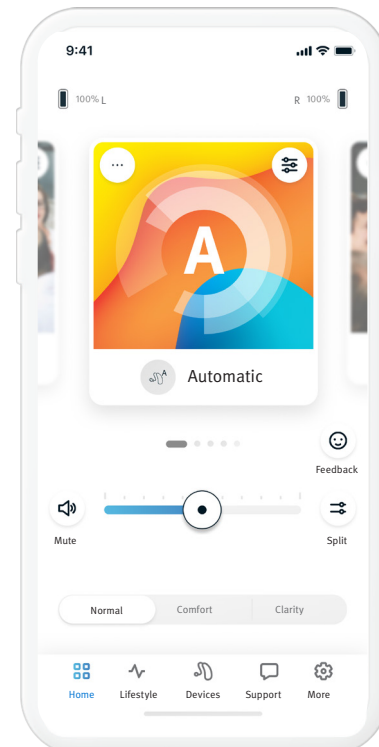 9:41
100% L
R 100%
A
A
Automatic
Feedback
Mute
Split
Normal Comfort Clarity
Home Lifestyle Devices Support More